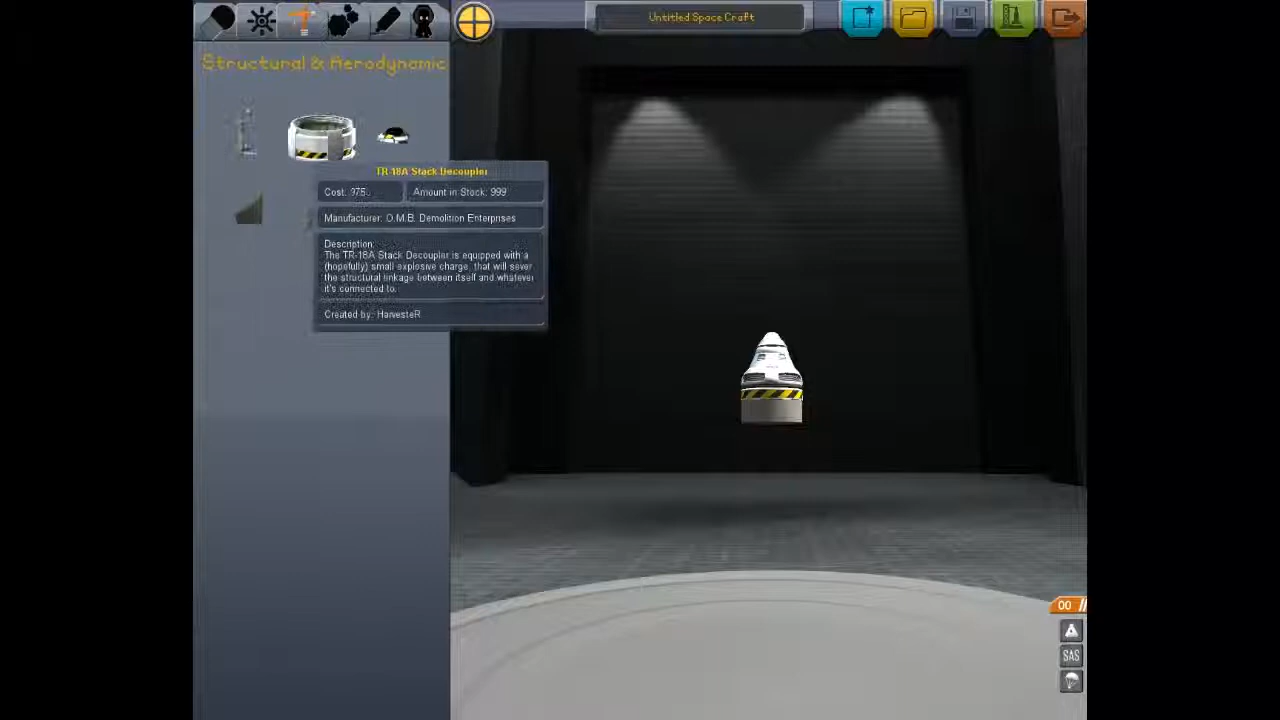 Untitled Space Craft
Structural & Aerodynamic
TR-18A Stack Decoupler
Cost: 975..
Amount in Stock: 999
Manufacturer: O.M.B. Demolition Enterprises
Description:
The TR-18A Stack Decoupler is equipped with a
(hopefully) small explosive charge, that will sever
the structural linkage between itself and whatever
it's connected to.
Created by: HarvesteR
00
SAS